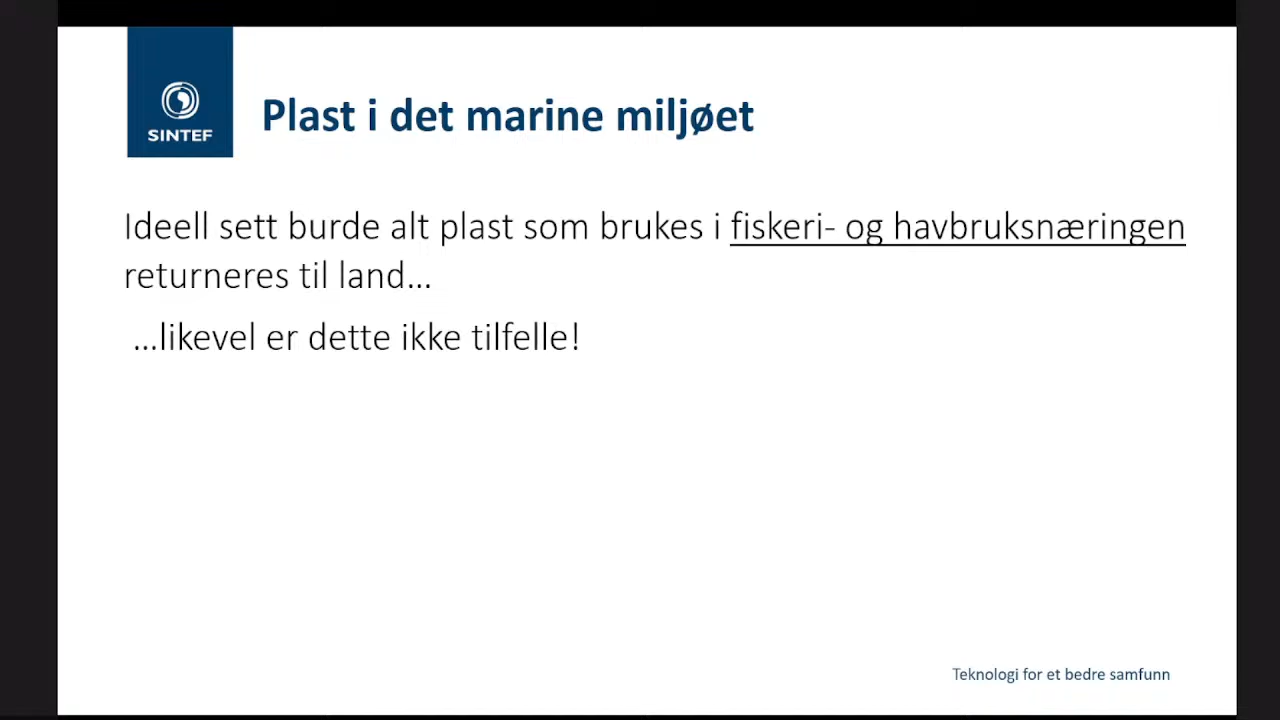 SINTEF
Plast i det marine miljøet
Ideell sett burde alt plast som brukes i fiskeri- og havbruksnæringen
returneres til land...
...likevel er dette ikke tilfelle!
Teknologi for et bedre samfunn